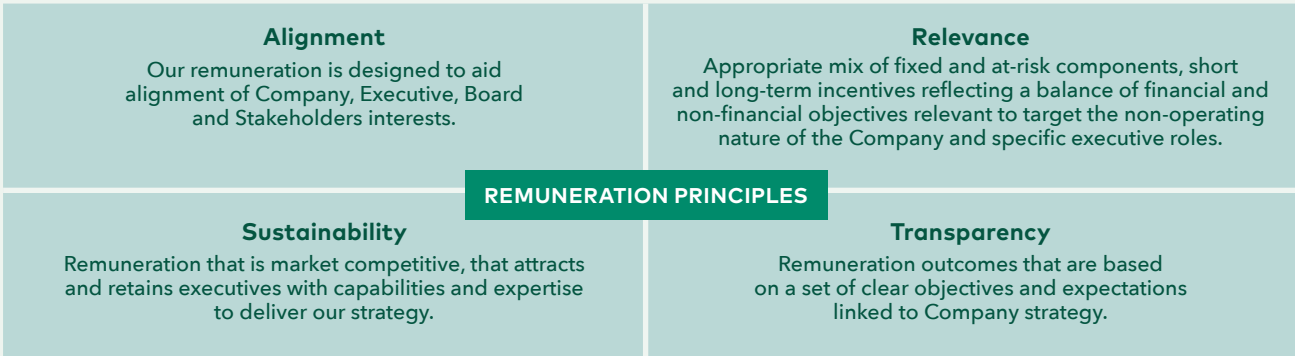 Alignment
Our remuneration is designed to aid
alignment of Company, Executive, Board
and Stakeholders interests.
Relevance
Appropriate mix of fixed and at-risk components, short
and long-term incentives reflecting a balance of financial and
non-financial objectives relevant to target the non-operating
nature of the Company and specific executive roles.
REMUNERATION PRINCIPLES
Sustainability
Remuneration that is market competitive, that attracts
and retains executives with capabilities and expertise
to deliver our strategy.
Transparency
Remuneration outcomes that are based
on a set of clear objectives and expectations
linked to Company strategy.